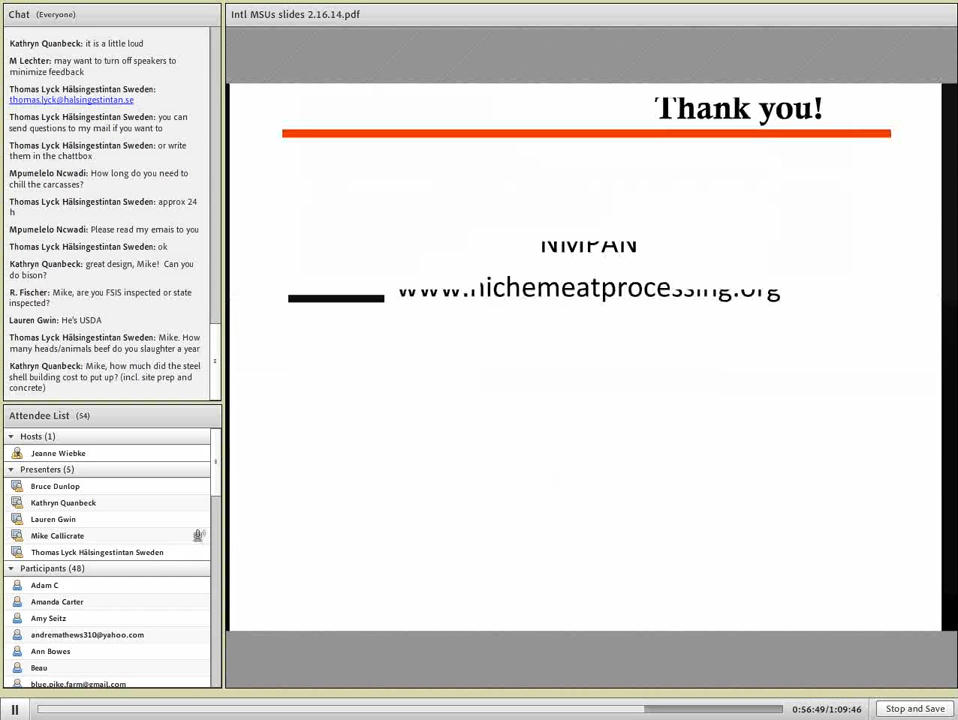 Chat (Everyone)
Kathryn Quanbeck: it is a little loud
M Lechter: may want to turn off speakers to
minimize feedback
Thomas Lyck Hälsingestintan Sweden:
thomas.lyck@halsingestintan.se
Thomas Lyck Hälsingestintan Sweden: you can
send questions to my mail if you want to
Thomas Lyck Hälsingestintan Sweden: or write
them in the chattbox
Mpumelelo Ncwadi: How long do you need to
chill the carcasses?
Thomas Lyck Hälsingestintan Sweden: approx 24
h
Mpumelelo Ncwadi: Please read my emais to you
Thomas Lyck Hälsingestintan Sweden: ok
Kathryn Quanbeck: great design, Mike! Can you
do bison?
R. Fischer: Mike, are you FSIS inspected or state
inspected?
Lauren Gwin: He's USDA
Thomas Lyck Hälsingestintan Sweden: Mike. How
many heads/animals beef do you slaughter a year
Kathryn Quanbeck: Mike, how much did the steel
shell building cost to put up? (incl. site prep and
concrete)
Attendee List (54)
Hosts (1)
Jeanne Wiebke
Presenters (5)
Bruce Dunlop
Kathryn Quanbeck
Lauren Gwin
Mike Callicrate
Thomas Lyck Hälsingestintan Sweden
Participants (48)
Adam C
Amanda Carter
Amy Seitz
andremathews310@yahoo.com
Ann Bowes
Beau
blue.pike.farm@gmail.com
Intl MSUs slides 2.16.14.pdf
Thank you!
NMPAN
www.nichemeatprocessing.org
0:56:49/1:09:46
Stop and Save